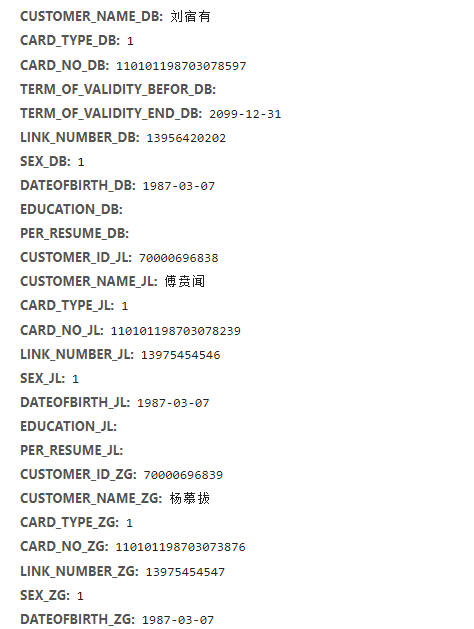 CUSTOMER_NAME_DB: 刘宿有
CARD_TYPE_DB: 1
CARD_NO_DB: 110101198703078597
TERM_OF_VALIDITY_BEFOR_DB:
TERM_OF_VALIDITY_END_DB: 2099-12-31
LINK_NUMBER_DB: 13956420202
SEX_DB: 1
DATEOFBIRTH_DB: 1987-03-07
EDUCATION_DB:
PER_RESUME_DB:
CUSTOMER_ID_JL: 70000696838
CUSTOMER_NAME_JL: 傅贲闻
CARD_TYPE_JL: 1
CARD_NO_JL: 110101198703078239
LINK_NUMBER_JL: 13975454546
SEX_JL: 1
DATEOFBIRTH_JL: 1987-03-07
EDUCATION_JL:
PER_RESUME_JL:
CUSTOMER_ID_ZG: 70000696839
CUSTOMER_NAME_ZG: 杨慕拔
CARD_TYPE_ZG: 1
CARD_NO_ZG: 110101198703073876
LINK_NUMBER_ZG: 13975454547
SEX_ZG: 1
DATEOFBIRTH_ZG: 1987-03-07